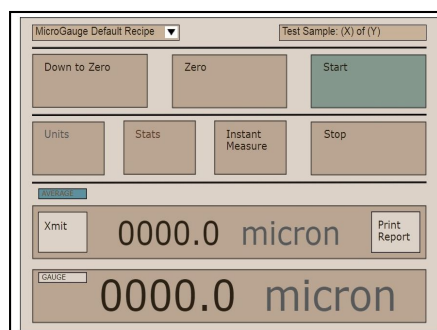 MicroGauge Default Recipe
Test Sample: (X) of (Y)
Down to Zero
Zero
Start
Units
Stats
Instant
Measure
Stop
AVERAGE
Xmit
0000.0 micron
Print
Report
GAUGE
0000.0 micron